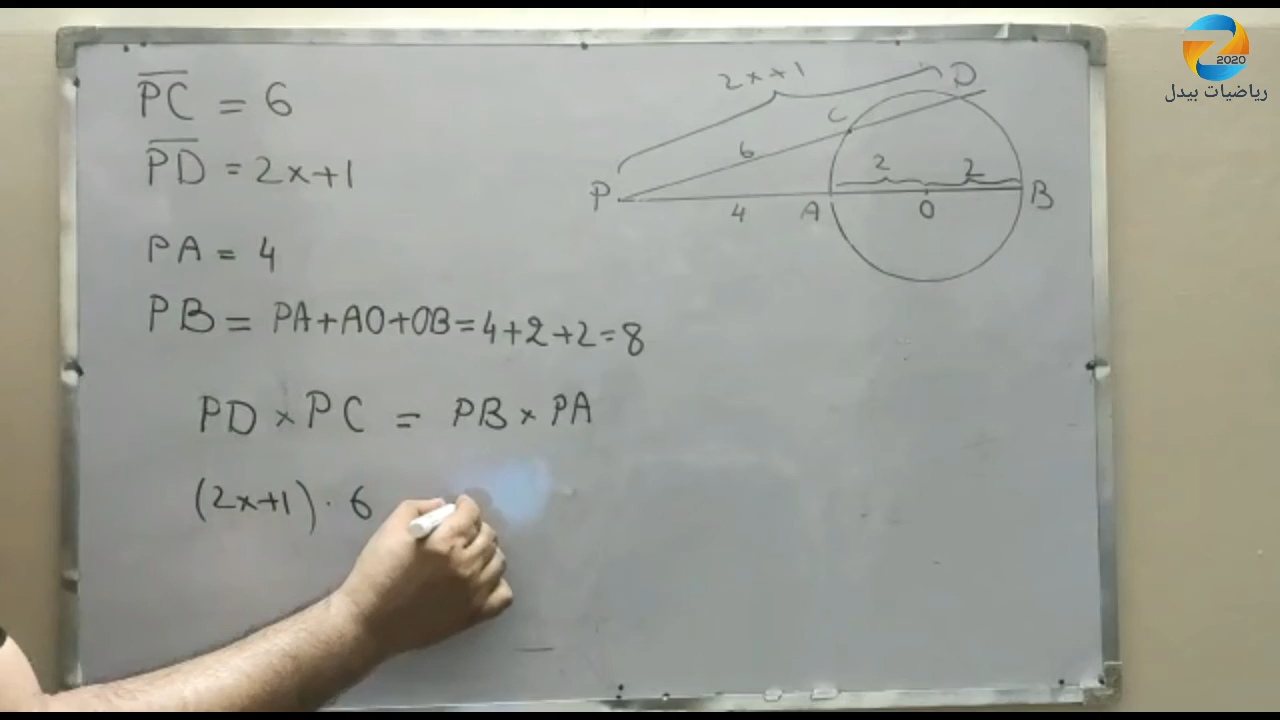 2020
رياضيات بيدل
PC = 6
PD = 2x+1
PA = 4
PB = PA+AO+OB=4+2+2=8
PD × PC = PB × PA
(2x+1) · 6
2x+1
D
C
6
2
2
P
4
A
O
B